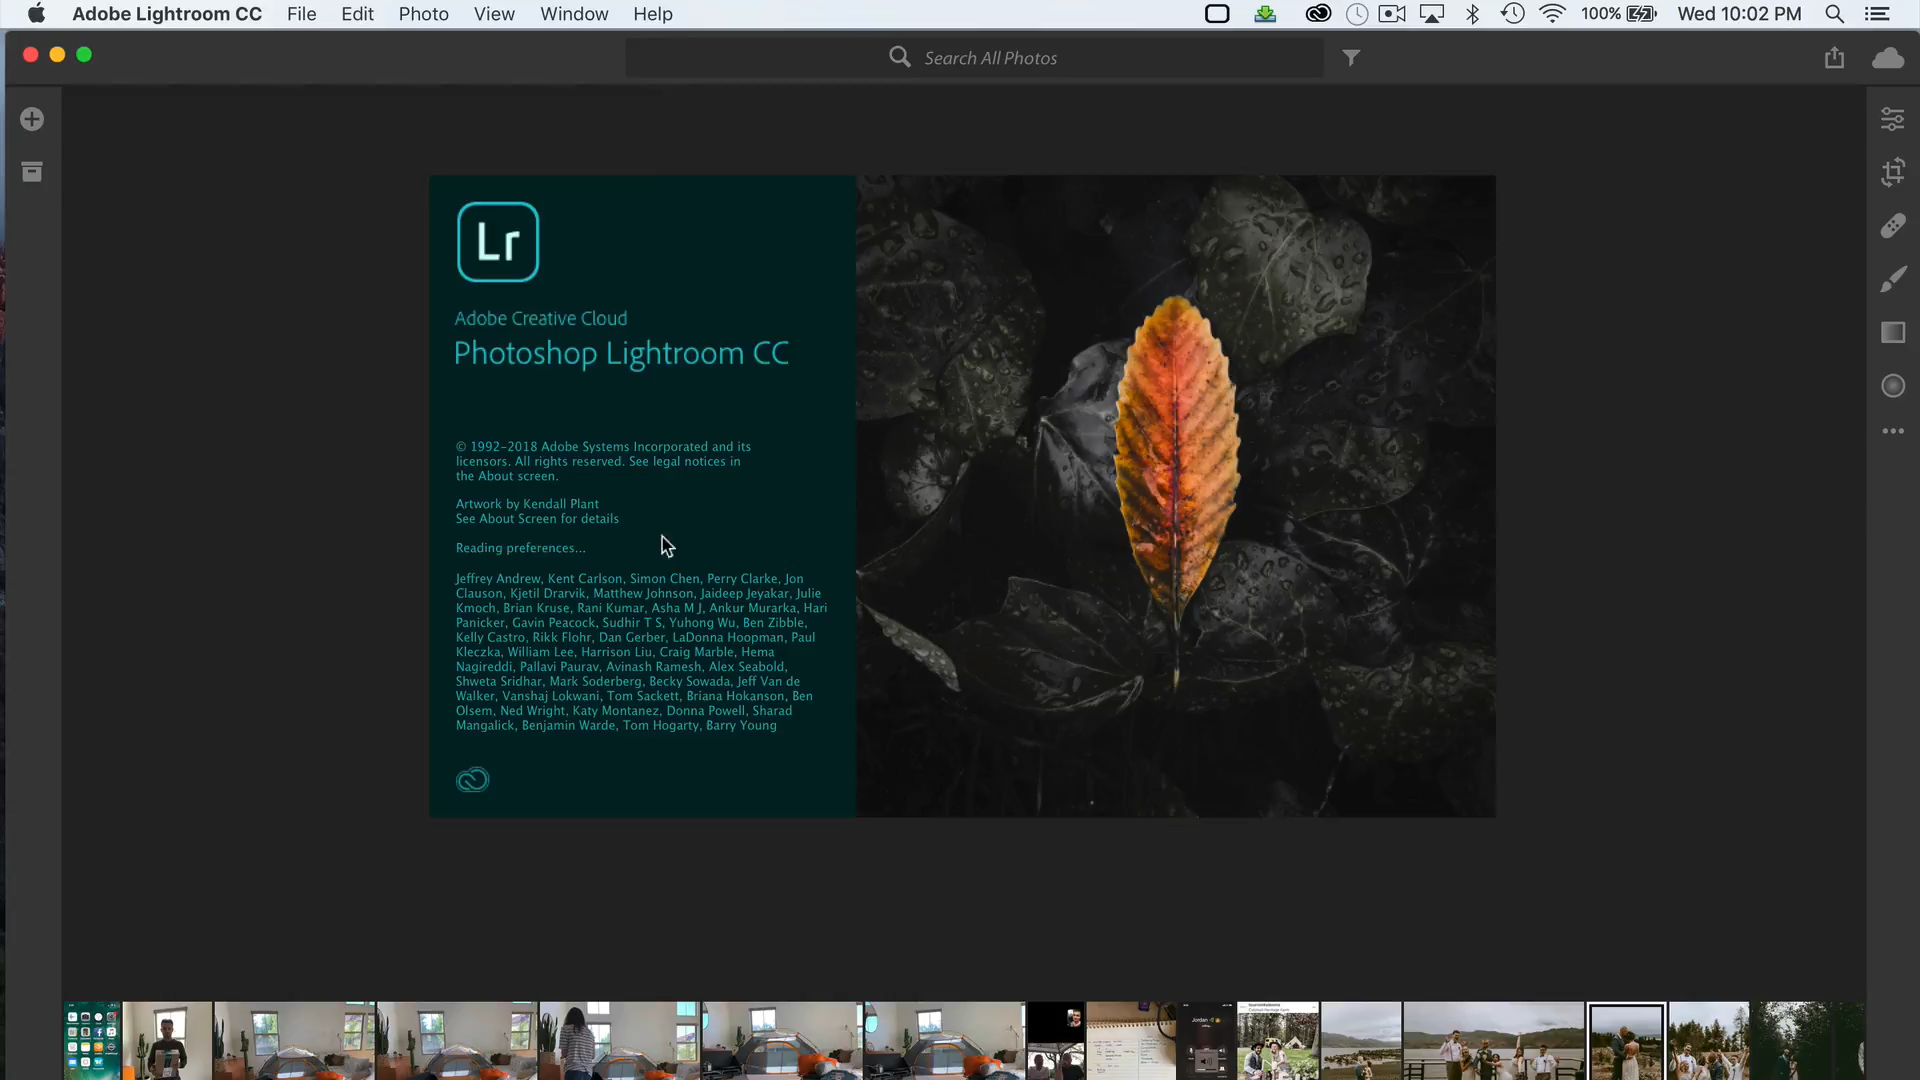 Adobe Lightroom CC File Edit Photo View Window Help 100% Wed 10:02 PM
Search All Photos
Lr
Adobe Creative Cloud
Photoshop Lightroom CC
© 1992-2018 Adobe Systems Incorporated and its
licensors. All rights reserved. See legal notices in
the About screen.
Artwork by Kendall Plant
See About Screen for details
Reading preferences...
Jeffrey Andrew, Kent Carlson, Simon Chen, Perry Clarke, Jon
Clauson, Kjetil Drarvik, Matthew Johnson, Jaideep Jeyakar, Julie
Kmoch, Brian Kruse, Rani Kumar, Asha M J, Ankur Murarka, Hari
Panicker, Gavin Peacock, Sudhir T S, Yuhong Wu, Ben Zibble,
Kelly Castro, Rikk Flohr, Dan Gerber, LaDonna Hoopman, Paul
Kleczka, William Lee, Harrison Liu, Craig Marble, Hema
Nagireddi, Pallavi Paurav, Avinash Ramesh, Alex Seabold,
Shweta Sridhar, Mark Soderberg, Becky Sowada, Jeff Van de
Walker, Vanshaj Lokwani, Tom Sackett, Briana Hokanson, Ben
Olsem, Ned Wright, Katy Montanez, Donna Powell, Sharad
Mangalick, Benjamin Warde, Tom Hogarty, Barry Young
Jordan